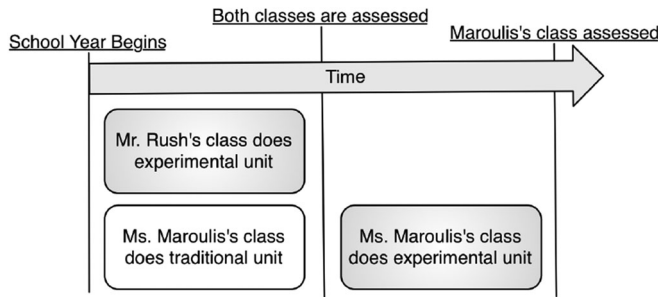 Both classes are assessed
School Year Begins
Maroulis's class assessed
Time
Mr. Rush's class does
experimental unit
Ms. Maroulis's class
does traditional unit
Ms. Maroulis's class
does experimental unit